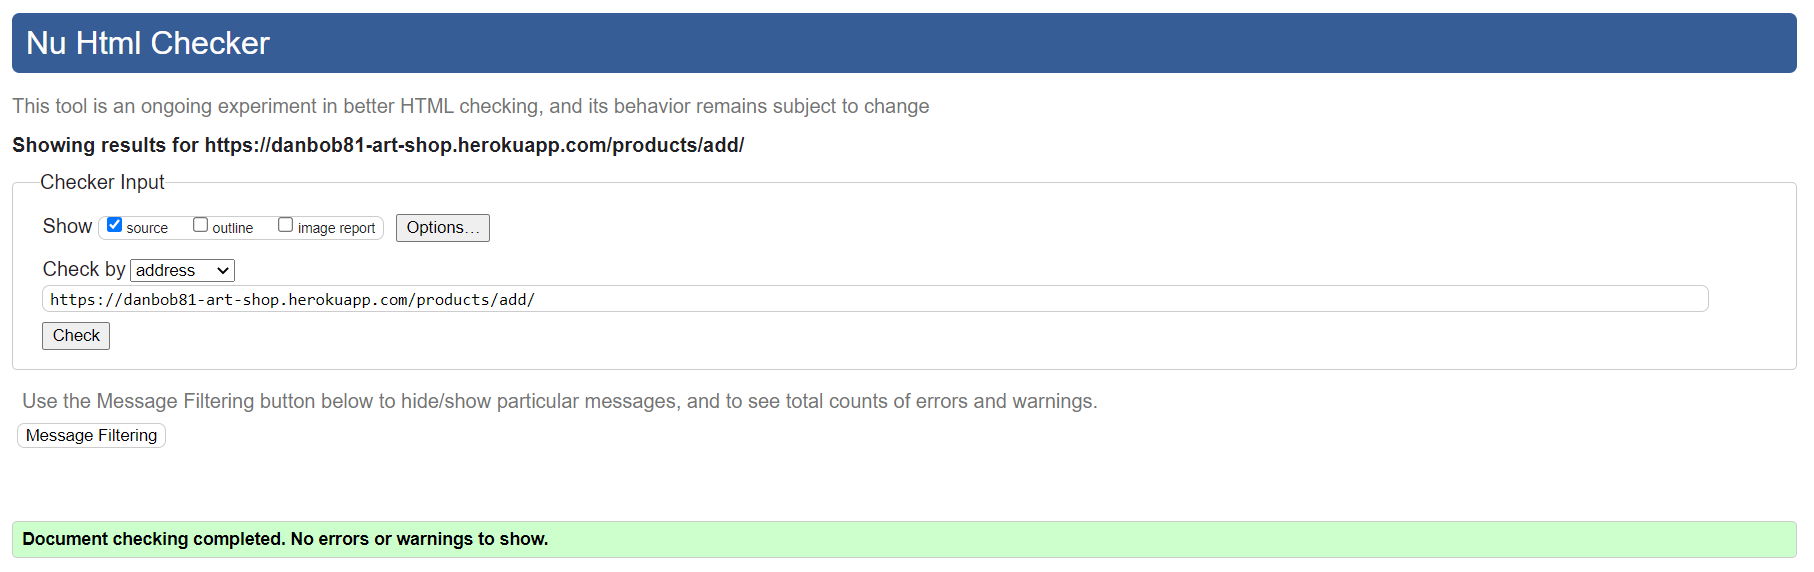 Nu Html Checker
This tool is an ongoing experiment in better HTML checking, and its behavior remains subject to change
Showing results for https://danbob81-art-shop.herokuapp.com/products/add/
Checker Input
Show source outline image report Options…
Check by address
https://danbob81-art-shop.herokuapp.com/products/add/
Check
Use the Message Filtering button below to hide/show particular messages, and to see total counts of errors and warnings.
Message Filtering
Document checking completed. No errors or warnings to show.